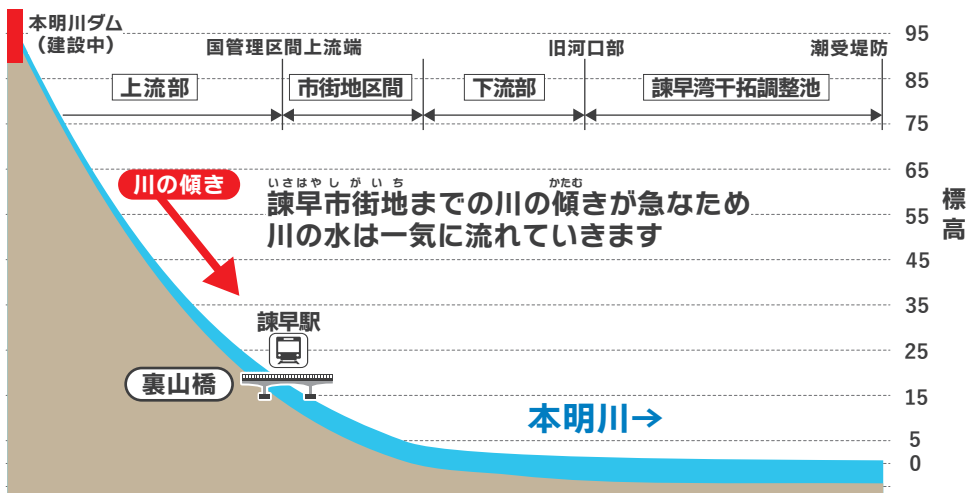 本明川ダム
（建設中）
国管理区間上流端
旧河口部
潮受堤防
上流部
市街地区間
下流部
諫早湾干拓調整池
川の傾き
いさはやしがいち
かたむ
諫早市街地までの川の傾きが急なため
川の水は一気に流れていきます
諫早駅
裏山橋
本明川→
95
85
75
65
55
45
35
25
15
5
0
標高